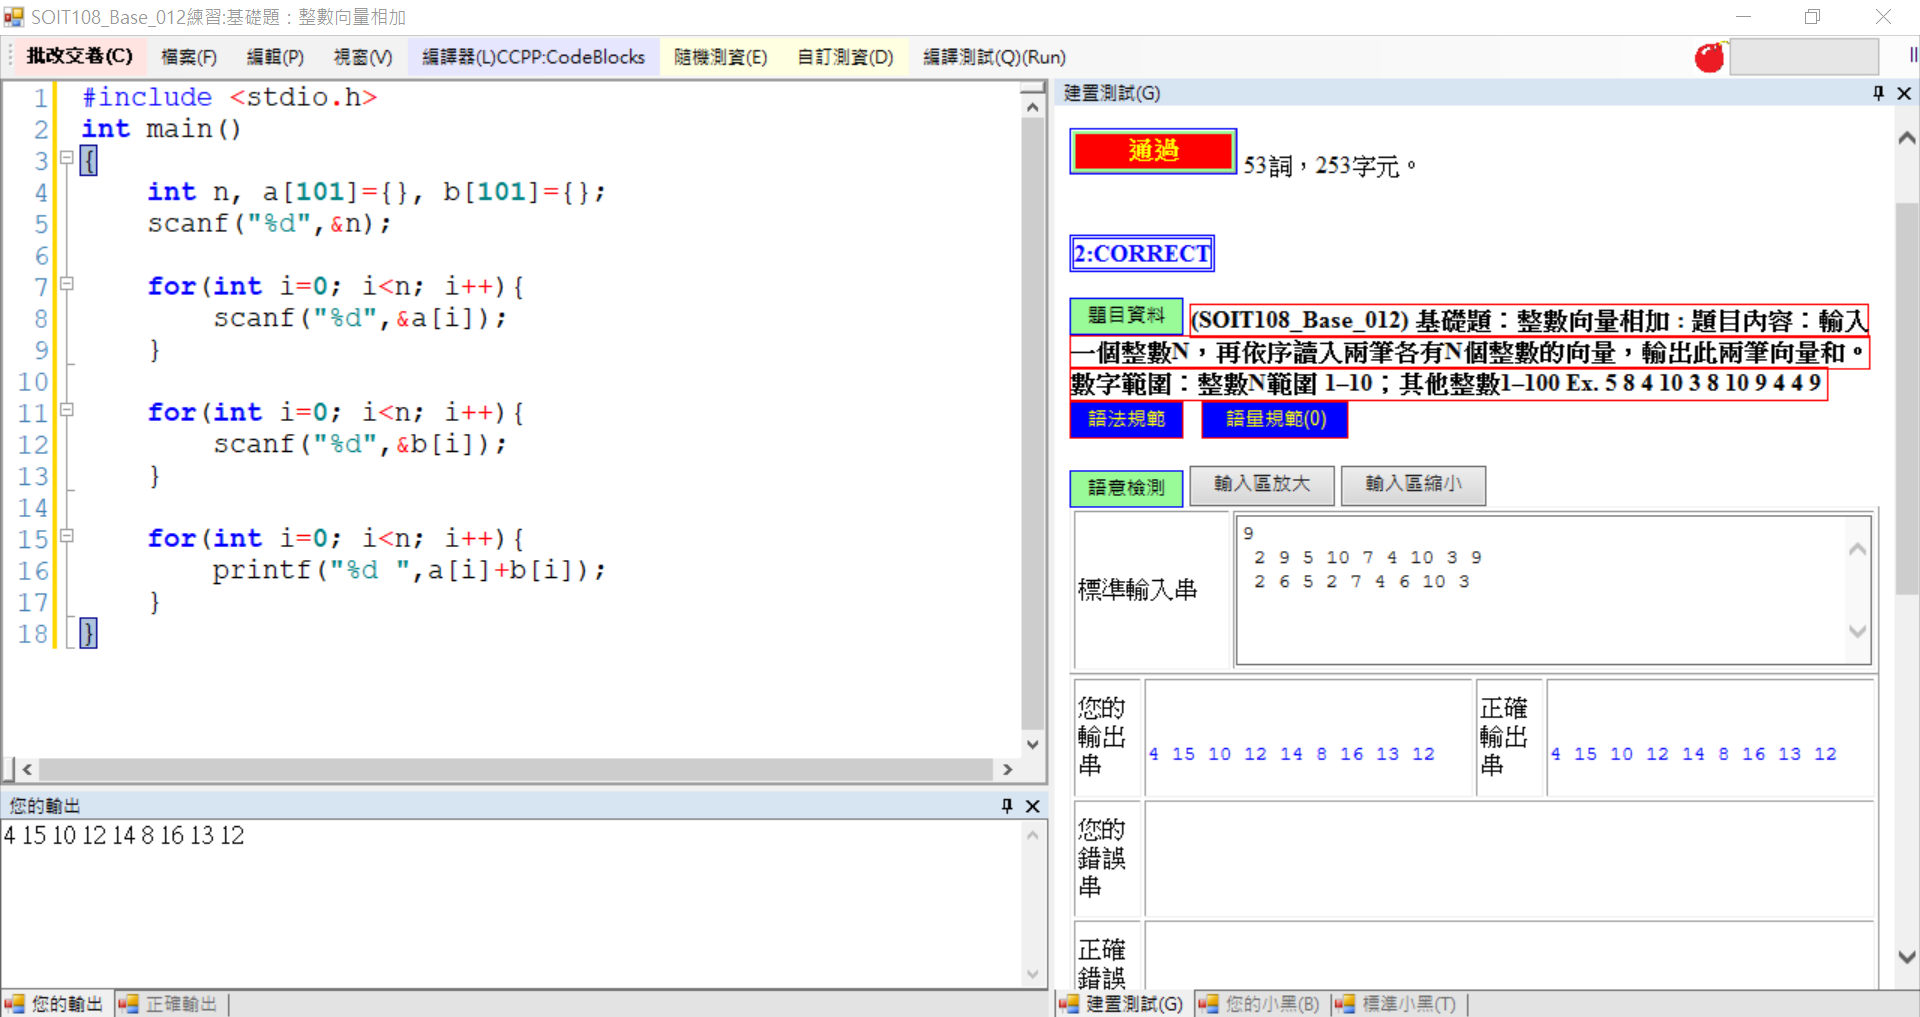 SOIT108_Base_012練習:基礎題：整數向量相加
批改交卷(C) 檔案(F) 編輯(P) 視窗(V) 編譯器(L)CCPP:CodeBlocks 隨機測資(E) 自訂測資(D) 編譯測試(Q)(Run)
1 #include <stdio.h>
2 int main()
3 {
4 int n, a[101]={}, b[101]={};
5 scanf("%d",&n);
6
7 for(int i=0; i<n; i++){
8 scanf("%d",&a[i]);
9 }
10
11 for(int i=0; i<n; i++){
12 scanf("%d",&b[i]);
13 }
14
15 for(int i=0; i<n; i++){
16 printf("%d ",a[i]+b[i]);
17 }
18 }
您的輸出
4 15 10 12 14 8 16 13 12
您的輸出 正確輸出
建置測試(G)
通過 53詞，253字元。
2:CORRECT
題目資料 (SOIT108_Base_012) 基礎題：整數向量相加：題目內容：輸入
一個整數N，再依序讀入兩筆各有N個整數的向量，輸出此兩筆向量和。
數字範圍：整數N範圍 1–10；其他整數1–100 Ex. 5 8 4 10 3 8 10 9 4 4 9
語法規範 語量規範(0)
語意檢測 輸入區放大 輸入區縮小
標準輸入串
9
2 9 5 10 7 4 10 3 9
2 6 5 2 7 4 6 10 3
您的
輸出
串
4 15 10 12 14 8 16 13 12
正確
輸出
串
4 15 10 12 14 8 16 13 12
您的
錯誤
串
正確
錯誤
建置測試(G) 您的小黑(B) 標準小黑(T)